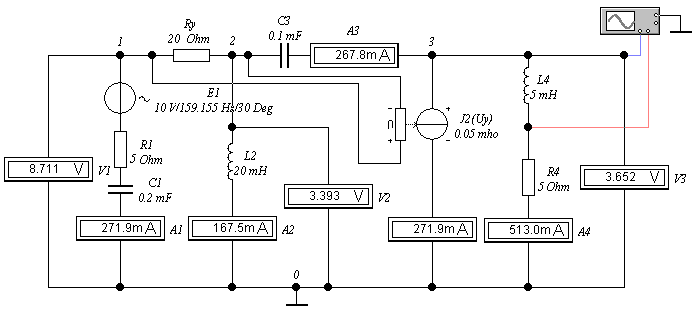 1
Ry
20 Ohm
2
C3
0.1 mF
A3
267.8m A
3
E1
10 V/159.155 Hz/30 Deg
R1
5 Ohm
C1
0.2 mF
8.711 V
V1
271.9m A
A1
L2
20 mH
3.393 V
V2
167.5m A
A2
J2(Uy)
0.05 mho
271.9m A
L4
5 mH
R4
5 Ohm
513.0m A
A4
3.652 V
V3
0